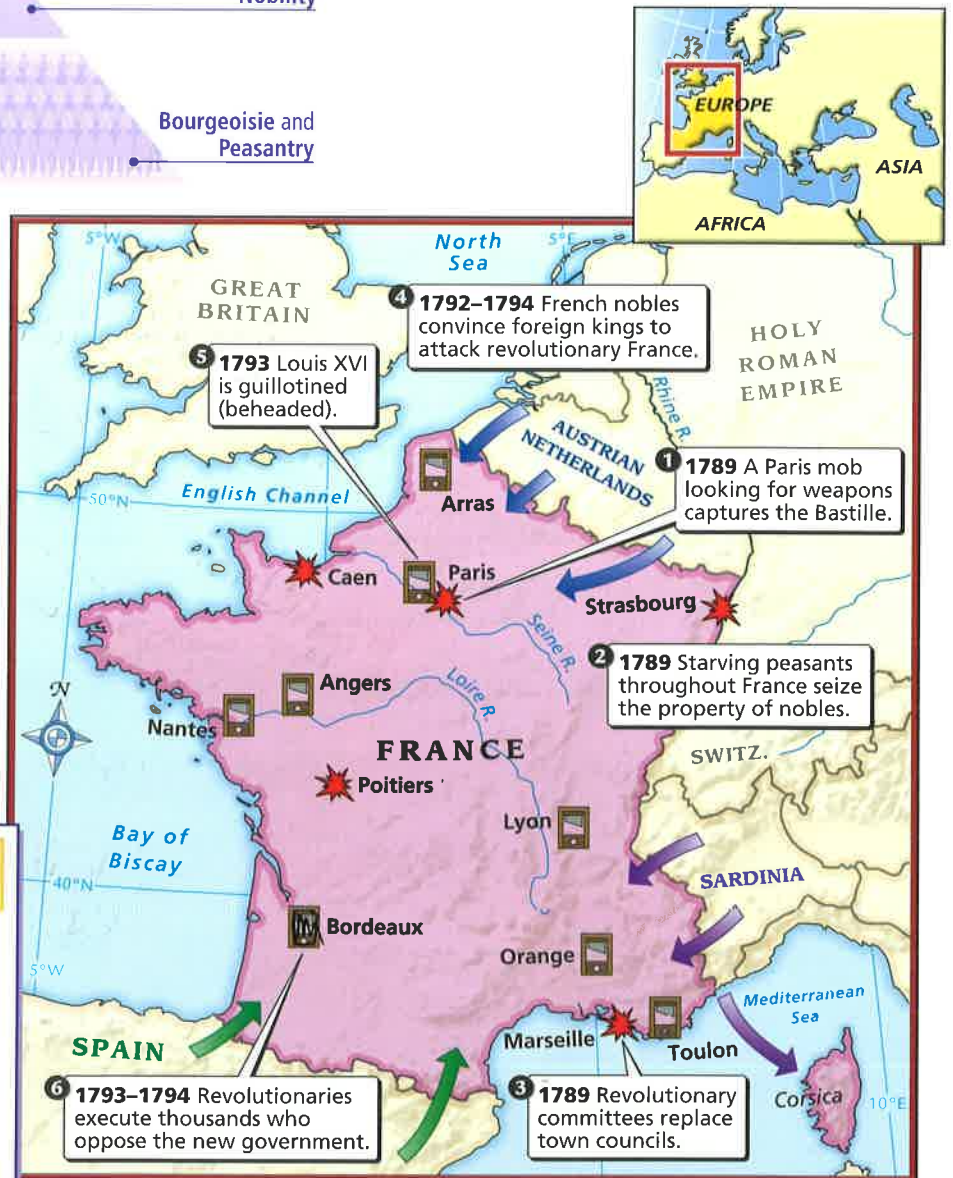 Nobility
Bourgeoisie and
Peasantry
EUROPE
ASIA
AFRICA
5°W
North
Sea
5°E
GREAT
BRITAIN
4 1792–1794 French nobles
convince foreign kings to
attack revolutionary France.
HOLY
ROMAN
EMPIRE
5 1793 Louis XVI
is guillotined
(beheaded).
Rhine R.
AUSTRIAN
NETHERLANDS
1 1789 A Paris mob
looking for weapons
captures the Bastille.
50°N
English Channel
Arras
Caen
Paris
Strasbourg
Seine R.
2 1789 Starving peasants
throughout France seize
the property of nobles.
N
Angers
Loire R.
Nantes
FRANCE
SWITZ.
Poitiers
Lyon
Bay of
Biscay
40°N
SARDINIA
Bordeaux
Orange
5°W
Mediterranean
Sea
Marseille
Toulon
SPAIN
Corsica
10°E
6 1793–1794 Revolutionaries
execute thousands who
oppose the new government.
3 1789 Revolutionary
committees replace
town councils.